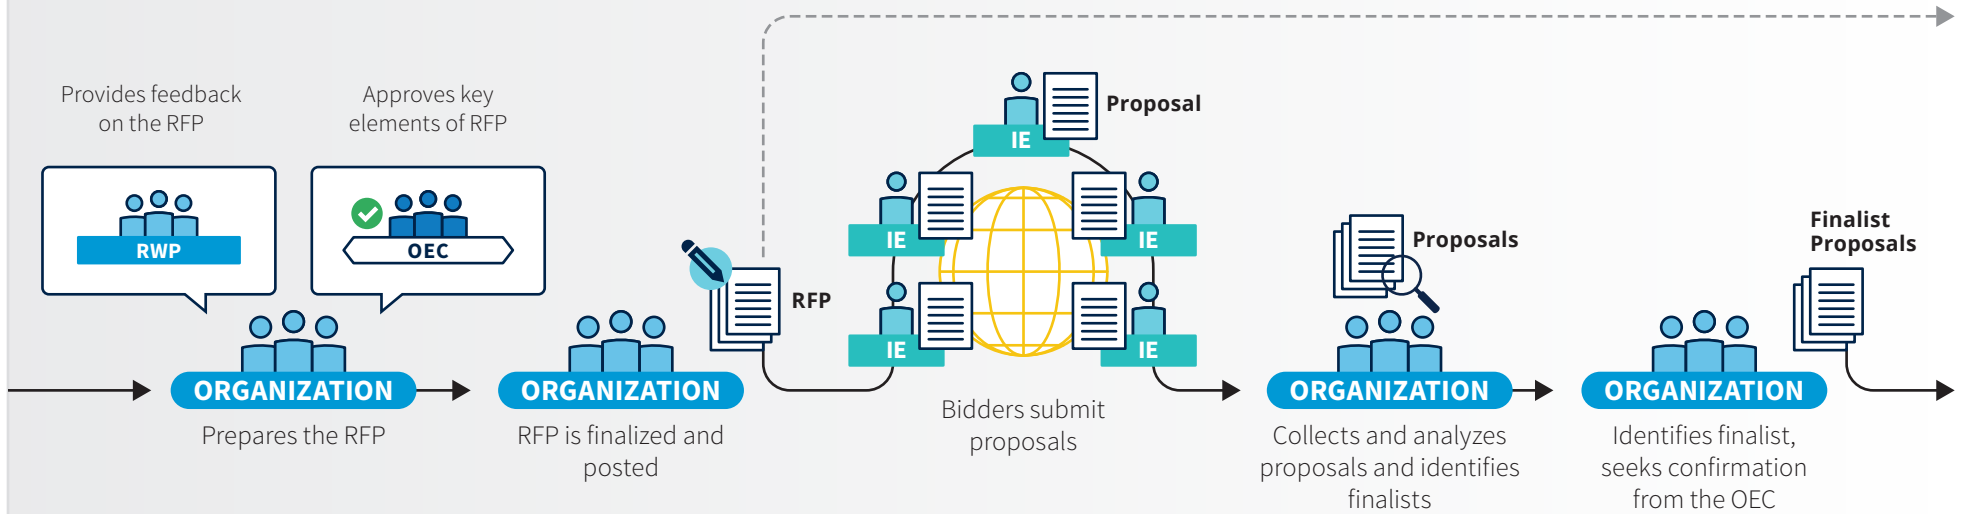 Provides feedback
on the RFP
Approves key
elements of RFP
RWP
OEC
ORGANIZATION
Prepares the RFP
ORGANIZATION
RFP is finalized and
posted
RFP
Proposal
IE
IE
IE
IE
IE
Bidders submit
proposals
Proposals
ORGANIZATION
Collects and analyzes
proposals and identifies
finalists
Finalist
Proposals
ORGANIZATION
Identifies finalist,
seeks confirmation
from the OEC